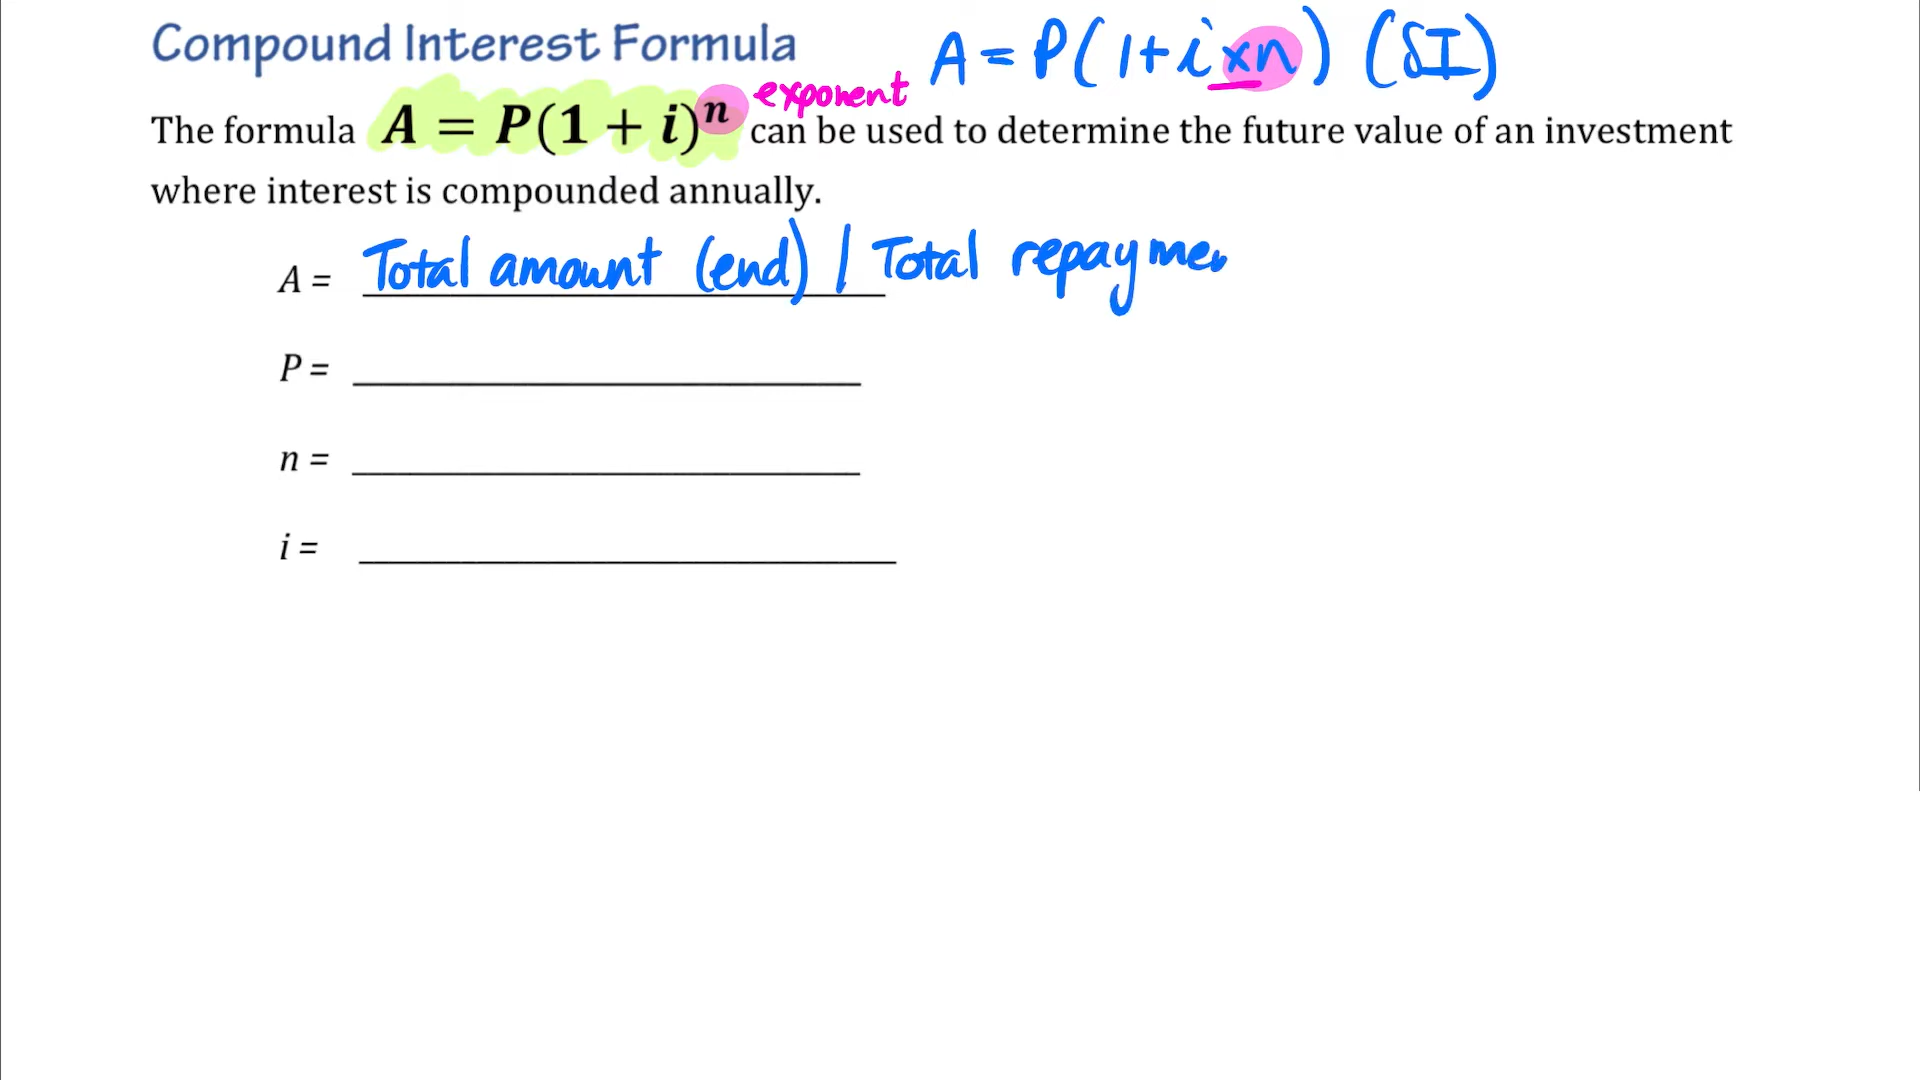 Compound Interest Formula
A = P(1+i×n) (SI)
exponent
The formula A = P(1 + i)ⁿ can be used to determine the future value of an investment
where interest is compounded annually.
A = Total amount (end) / Total repaymen
P =
n =
i =